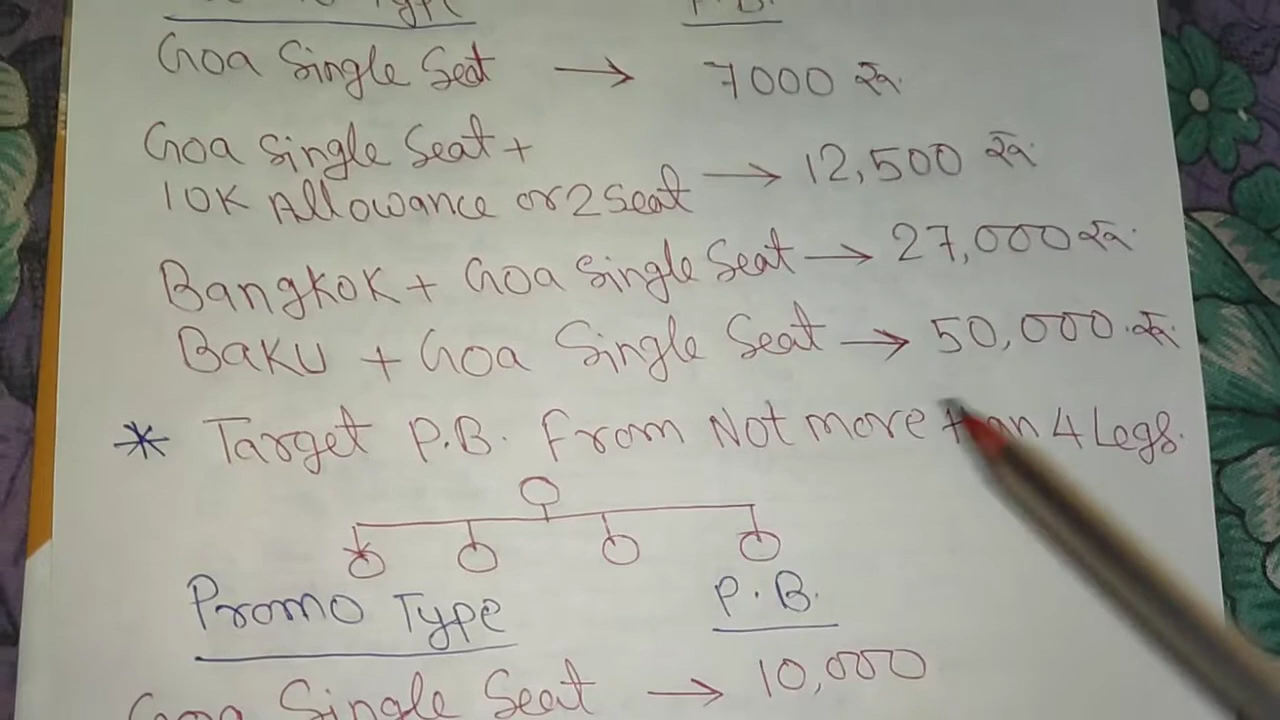 Type P.B.
Goa Single Seat → 7000 रू.
Goa Single Seat +
10K Allowance or 2 Seat → 12,500 रू.
Bangkok + Goa Single Seat → 27,000 रू.
BAKU + Goa Single Seat → 50,000 रू.
* Target P.B. From Not more than 4 Legs.
Promo Type P.B.
Goa Single Seat → 10,000